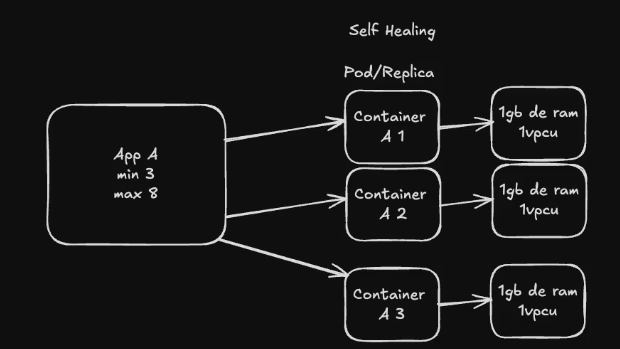 Self Healing
Pod/Replica
App A
min 3
max 8
Container
A 1
1gb de ram
1vpcu
Container
A 2
1gb de ram
1vpcu
Container
A 3
1gb de ram
1vpcu